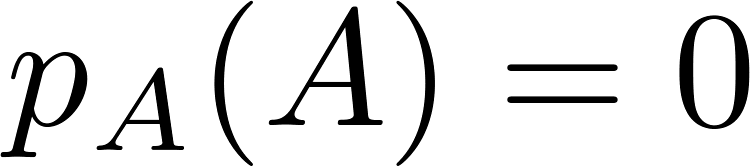 p_A(A) = 0